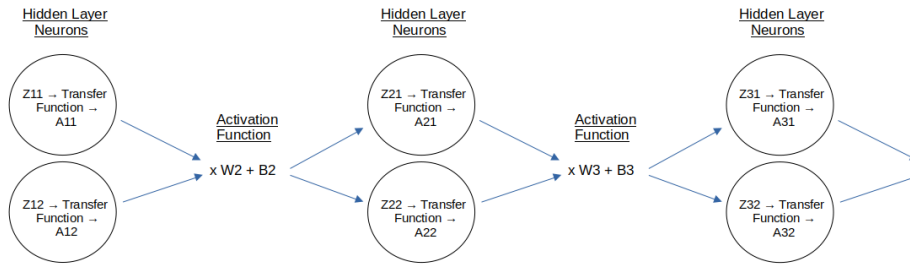 Hidden Layer
Neurons
Z11 → Transfer
Function →
A11
Z12 → Transfer
Function →
A12
Activation
Function
x W2 + B2
Hidden Layer
Neurons
Z21 → Transfer
Function →
A21
Z22 → Transfer
Function →
A22
Activation
Function
x W3 + B3
Hidden Layer
Neurons
Z31 → Transfer
Function →
A31
Z32 → Transfer
Function →
A32